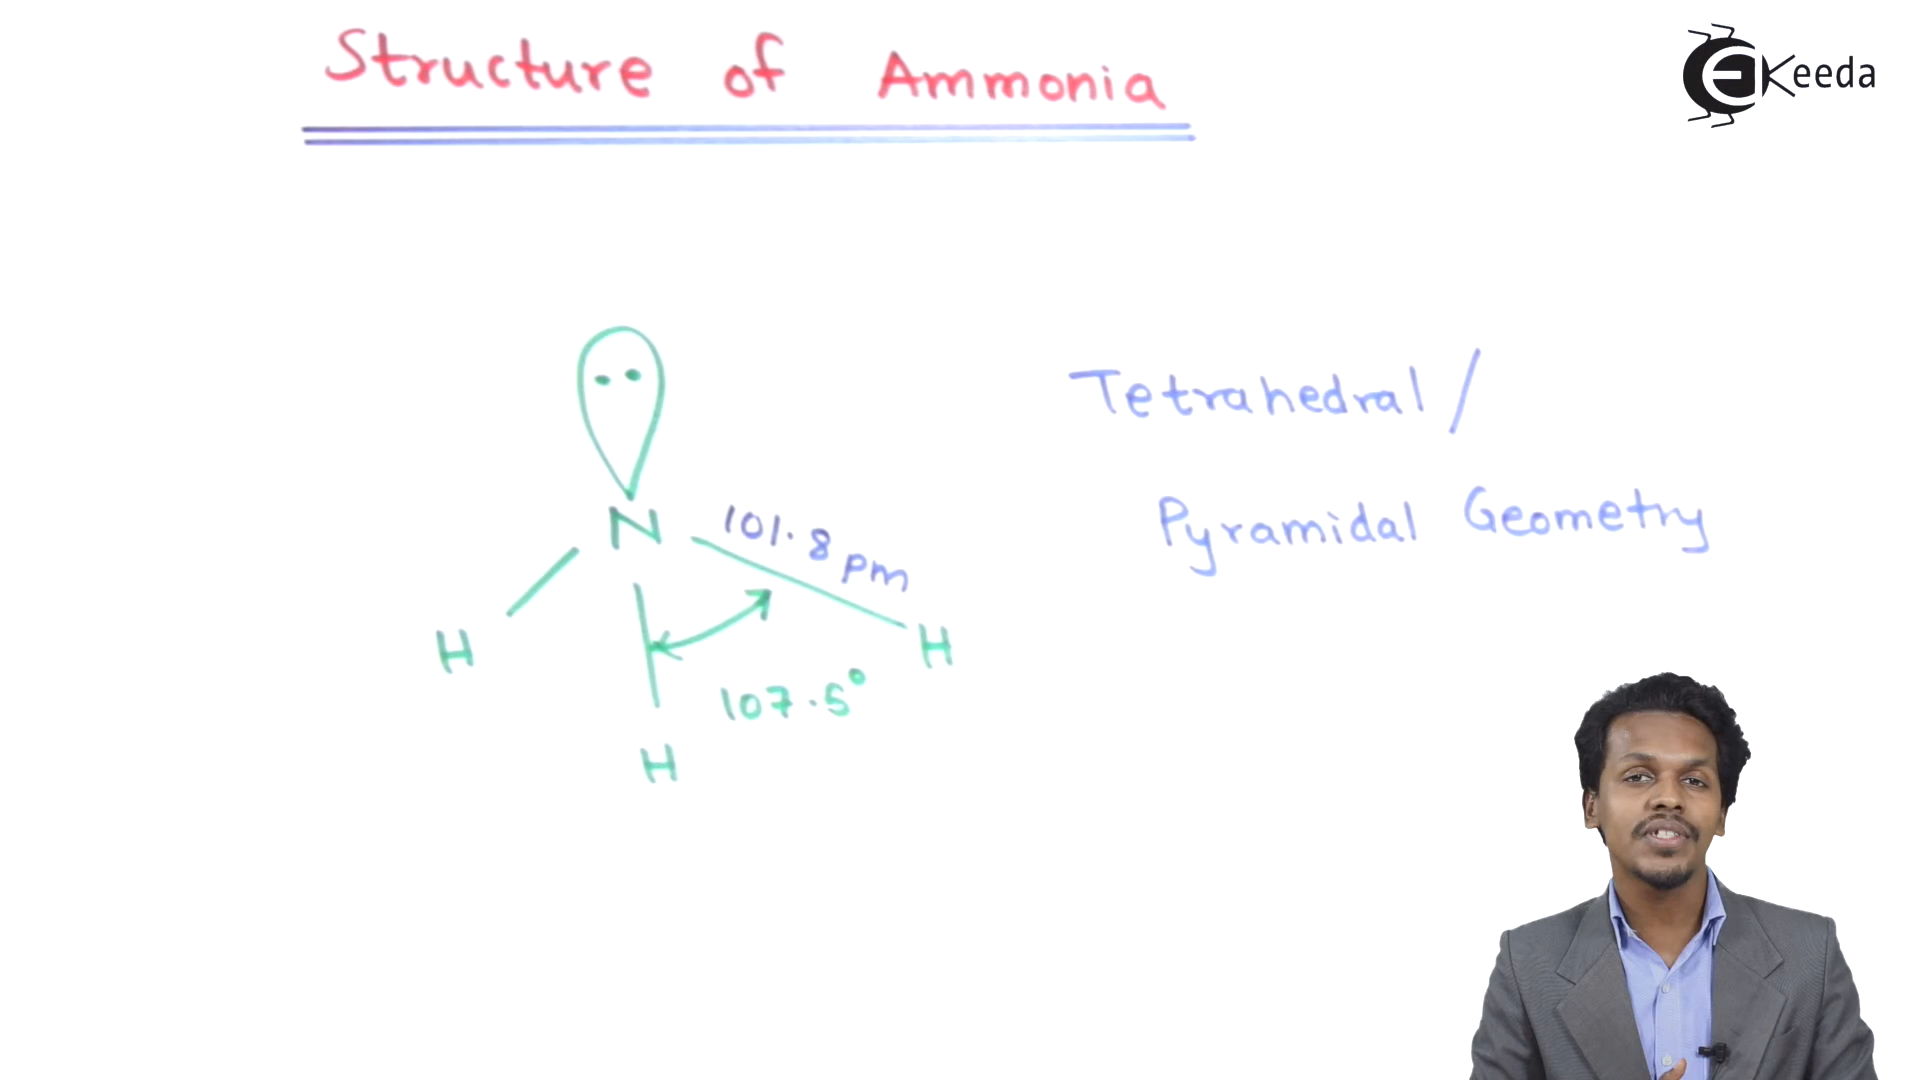 Structure of Ammonia
EKeeda
N
101.8 pm
H
H
107.5°
H
Tetrahedral /
Pyramidal Geometry